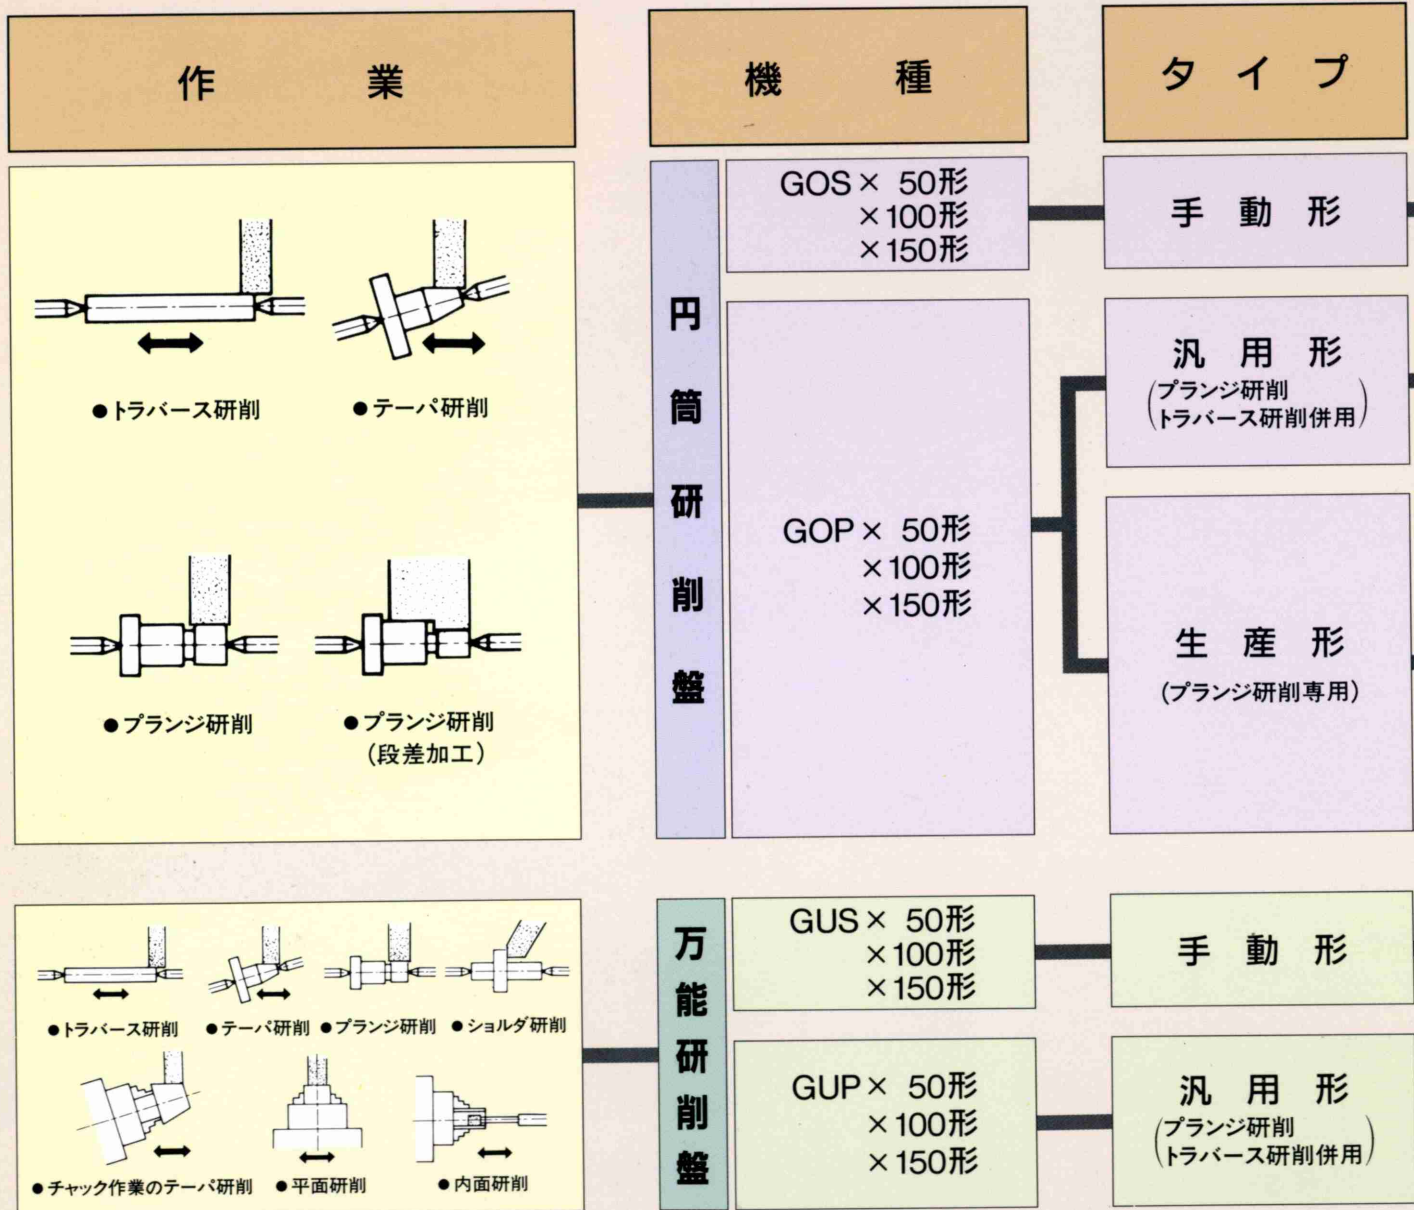 作業
機種
タイプ
●トラバース研削
●テーパ研削
●プランジ研削
●プランジ研削
(段差加工)
円筒研削盤
GOS× 50形
×100形
×150形
手動形
GOP× 50形
×100形
×150形
汎用形
(プランジ研削
トラバース研削併用)
生産形
(プランジ研削専用)
●トラバース研削
●テーパ研削
●プランジ研削
●ショルダ研削
●チャック作業のテーパ研削
●平面研削
●内面研削
万能研削盤
GUS× 50形
×100形
×150形
手動形
GUP× 50形
×100形
×150形
汎用形
(プランジ研削
トラバース研削併用)